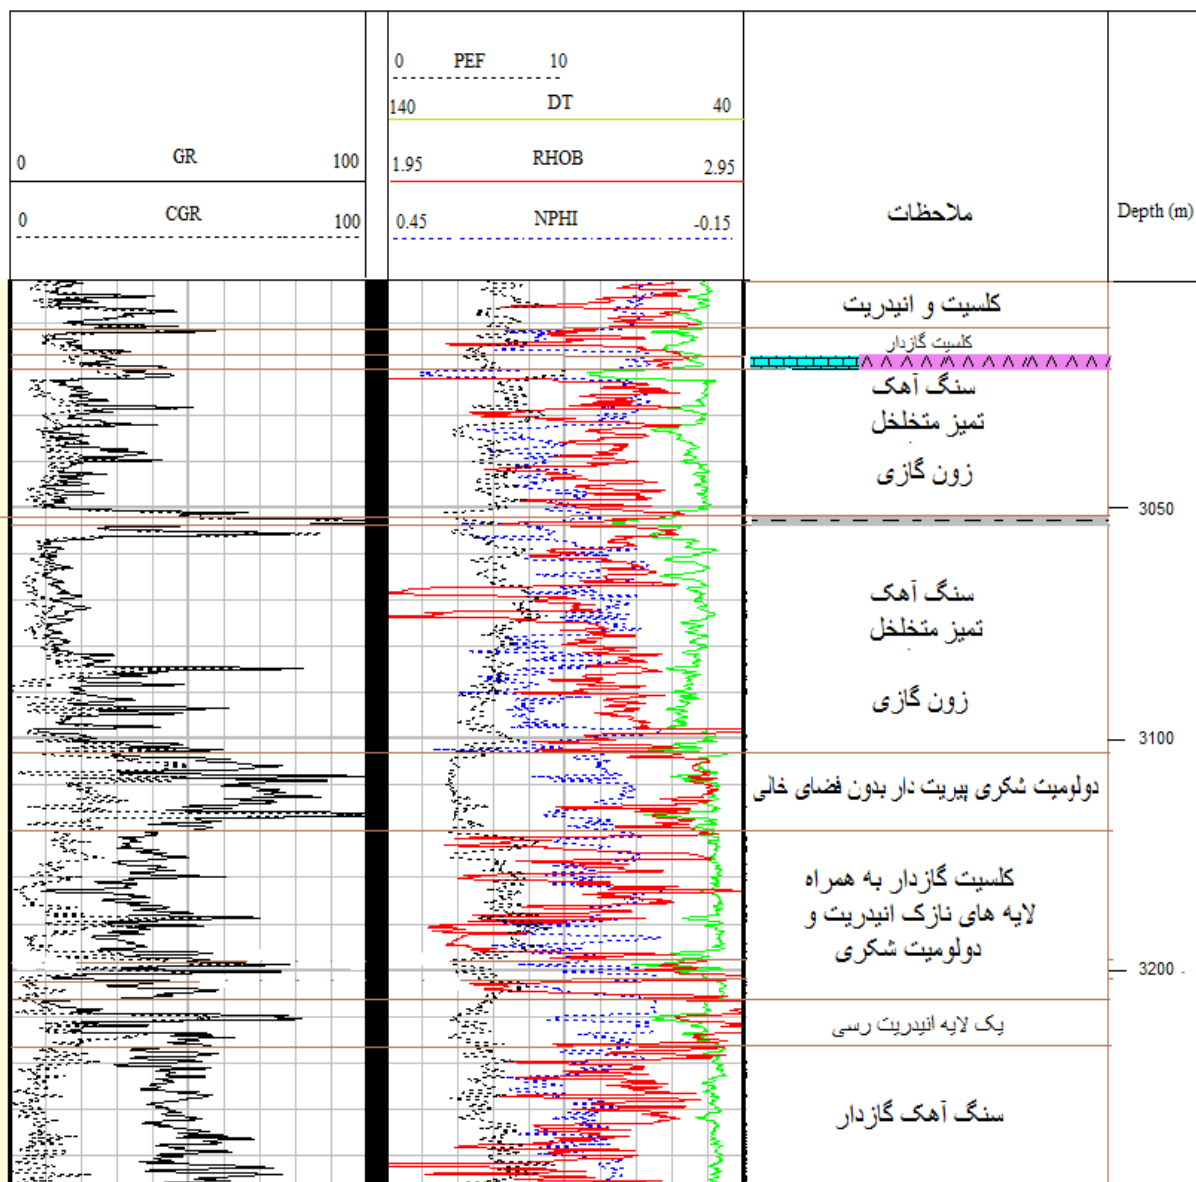 0 PEF 10
140 DT 40
0 GR 100
1.95 RHOB 2.95
0 CGR 100
0.45 NPHI -0.15
ملاحظات
Depth (m)
کلسیت و انیدریت
کلسیت گازدار
سنگ آهک
تمیز متخلخل
زون گازی
3050
سنگ آهک
تمیز متخلخل
زون گازی
3100
دولومیت شکری پیریت دار بدون فضای خالی
کلسیت گازدار به همراه
لایه های نازک انیدریت و
دولومیت شکری
3200
یک لایه انیدریت رسی
سنگ آهک گازدار